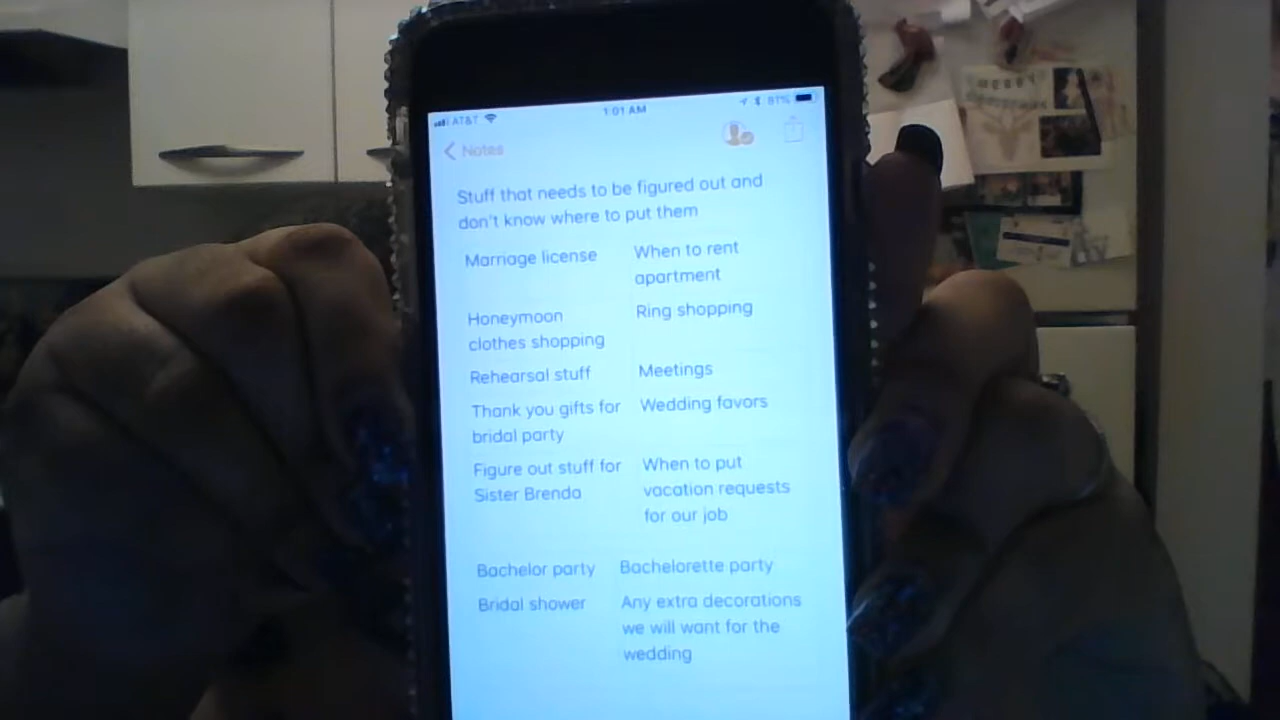 AT&T 1:01 AM 81%
Notes
Stuff that needs to be figured out and
don't know where to put them
Marriage license
When to rent
apartment
Honeymoon
clothes shopping
Ring shopping
Rehearsal stuff
Meetings
Thank you gifts for
bridal party
Wedding favors
Figure out stuff for
Sister Brenda
When to put
vacation requests
for our job
Bachelor party
Bachelorette party
Bridal shower
Any extra decorations
we will want for the
wedding